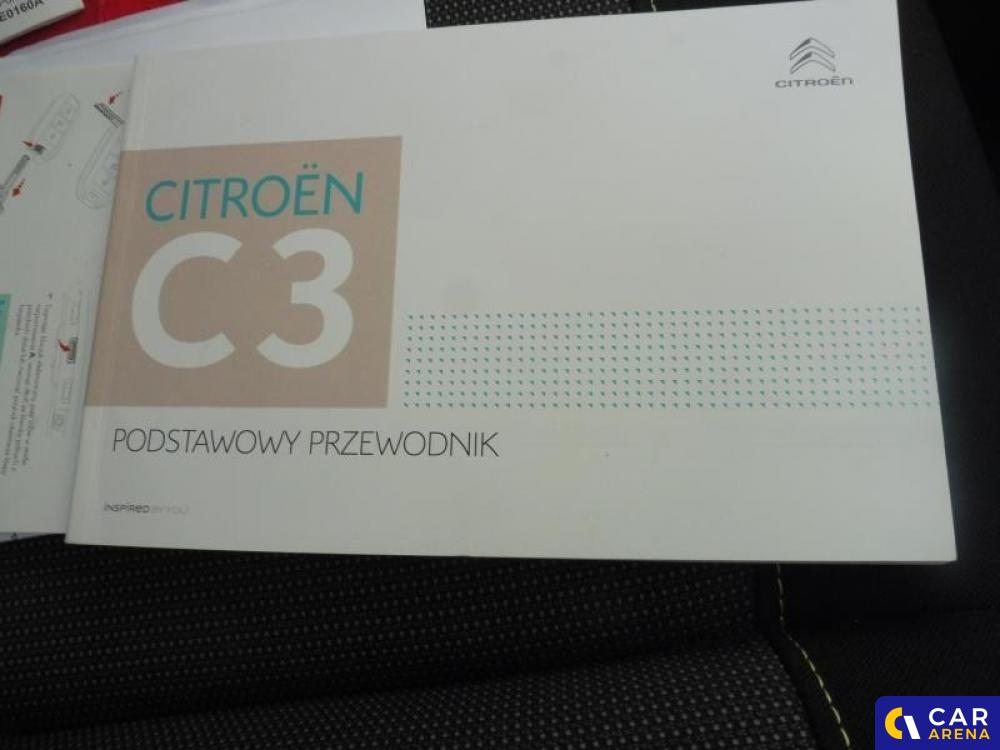 E0160A
CITROËN
CITROËN
C3
PODSTAWOWY PRZEWODNIK
INSPIRED BY YOU
CAR
ARENA